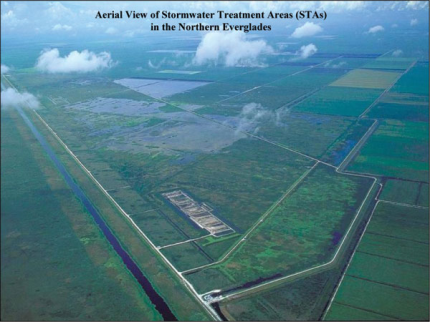 Aerial View of Stormwater Treatment Areas (STAs)
in the Northern Everglades